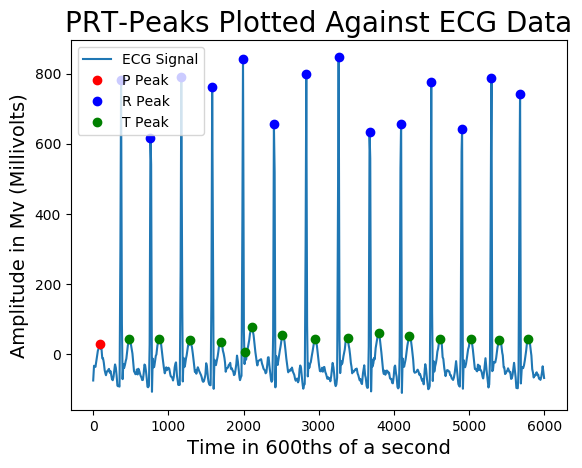 PRT-Peaks Plotted Against ECG Data
ECG Signal
P Peak
R Peak
T Peak
800
600
400
200
0
Amplitude in Mv (Millivolts)
0 1000 2000 3000 4000 5000 6000
Time in 600ths of a second